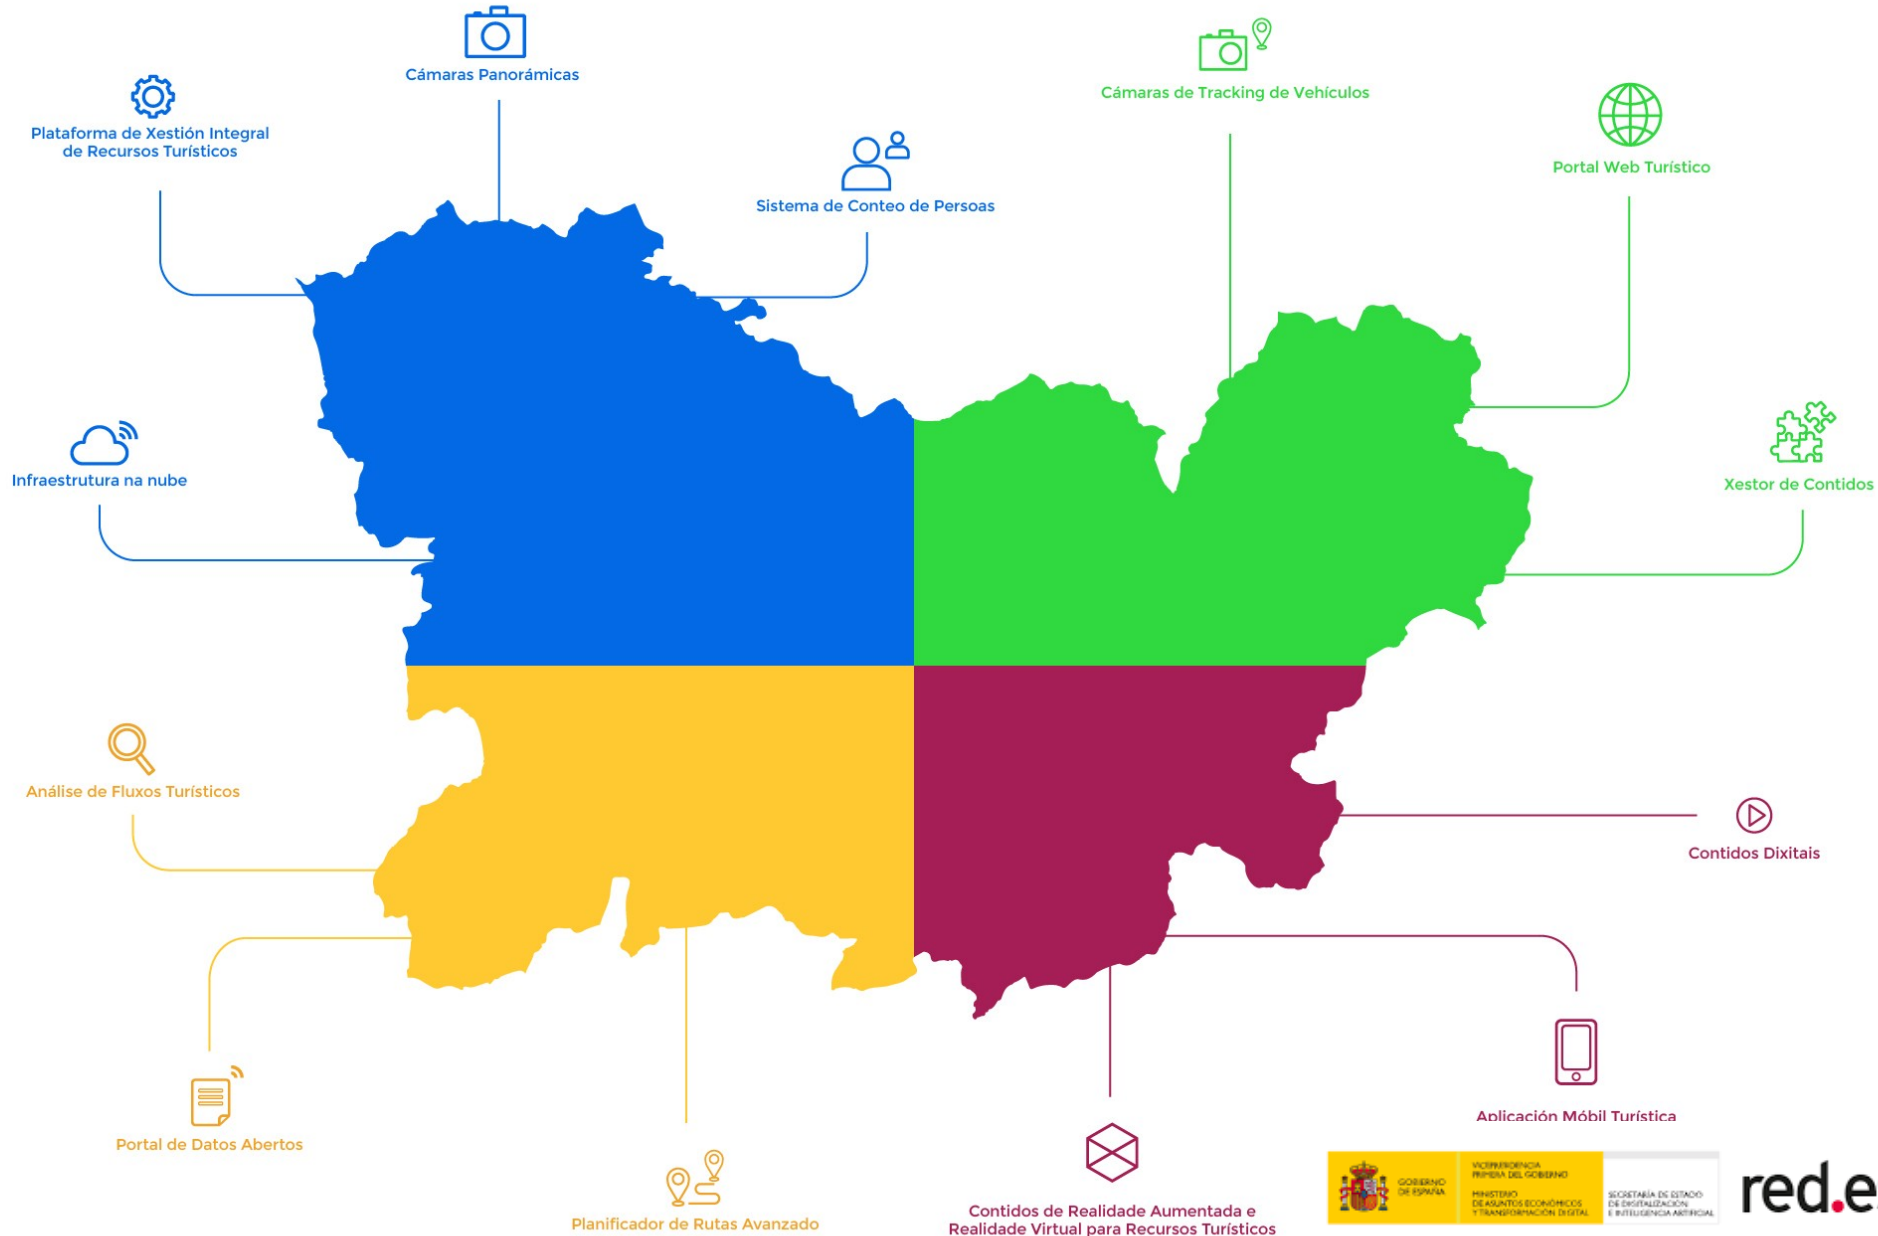 Cámaras Panorámicas
Plataforma de Xestión Integral
de Recursos Turísticos
Sistema de Conteo de Persoas
Cámaras de Tracking de Vehículos
Portal Web Turístico
Infraestrutura na nube
Xestor de Contidos
Análise de Fluxos Turísticos
Contidos Dixitais
Portal de Datos Abertos
Planificador de Rutas Avanzado
Contidos de Realidade Aumentada e
Realidade Virtual para Recursos Turísticos
Aplicación Móbil Turística
GOBIERNO
DE ESPAÑA
VICEPRESIDENCIA
PRIMERA DEL GOBIERNO
MINISTERIO
DE ASUNTOS ECONÓMICOS
Y TRANSFORMACIÓN DIGITAL
SECRETARÍA DE ESTADO
DE DIGITALIZACIÓN
E INTELIGENCIA ARTIFICIAL
red.e